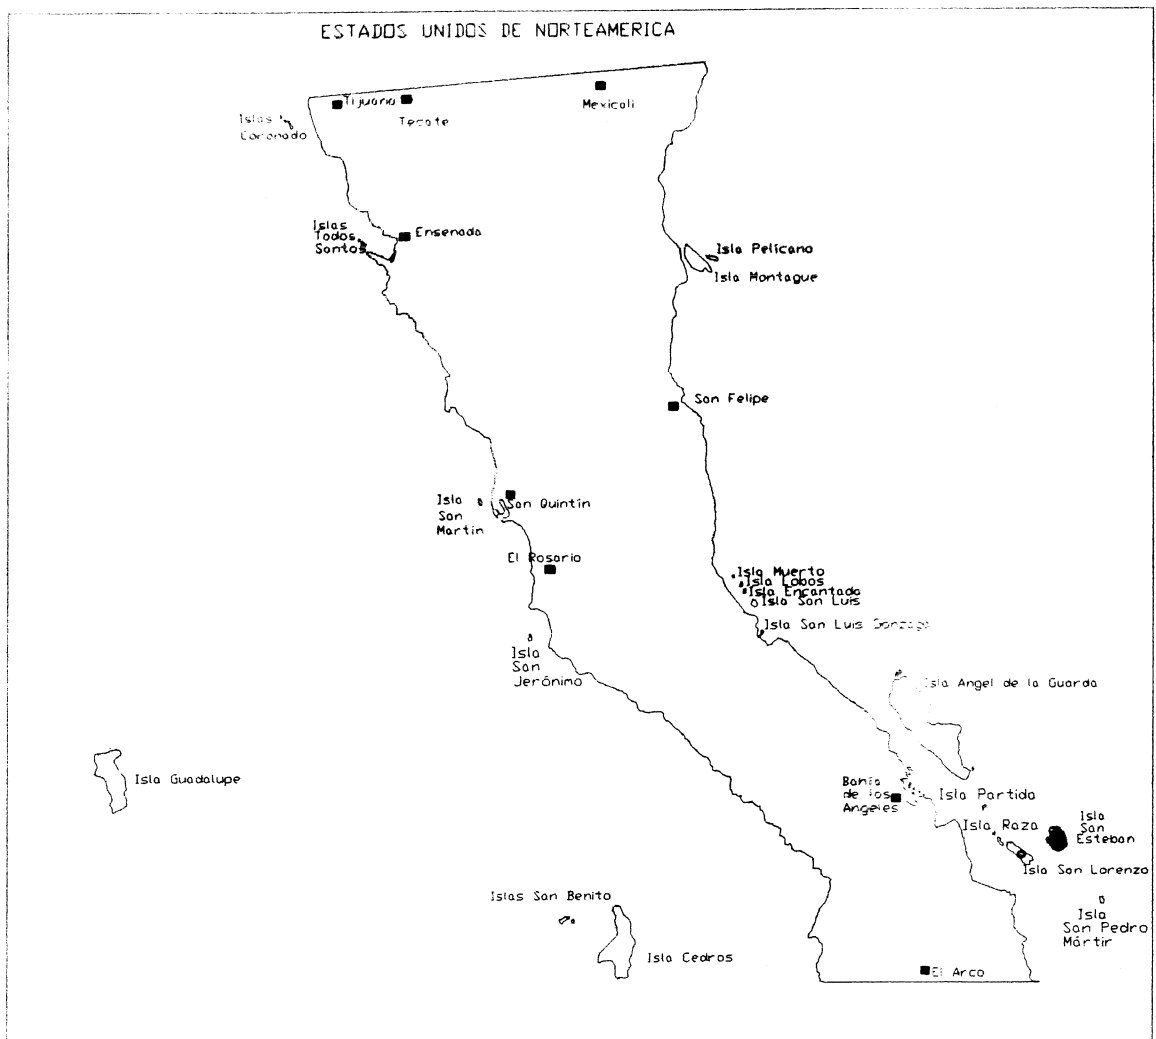 ESTADOS UNIDOS DE NORTEAMERICA
Tijuana
Mexicali
Tecate
Islas
Coronado
Islas
Todos
Santos
Ensenada
Isla Pelícano
Isla Montague
San Felipe
Isla
San
Martin
San Quintín
El Rosario
Isla Muerto
Isla Lobos
Isla Encantada
Isla San Luis
Isla San Luis Gonzaga
Isla
San
Jerónimo
Isla Angel de la Guarda
Isla Guadalupe
Bahía
de los
Angeles
Isla Partida
Isla Raza
Isla
San
Esteban
Isla San Lorenzo
Islas San Benito
Isla
San Pedro
Mártir
Isla Cedros
El Arco